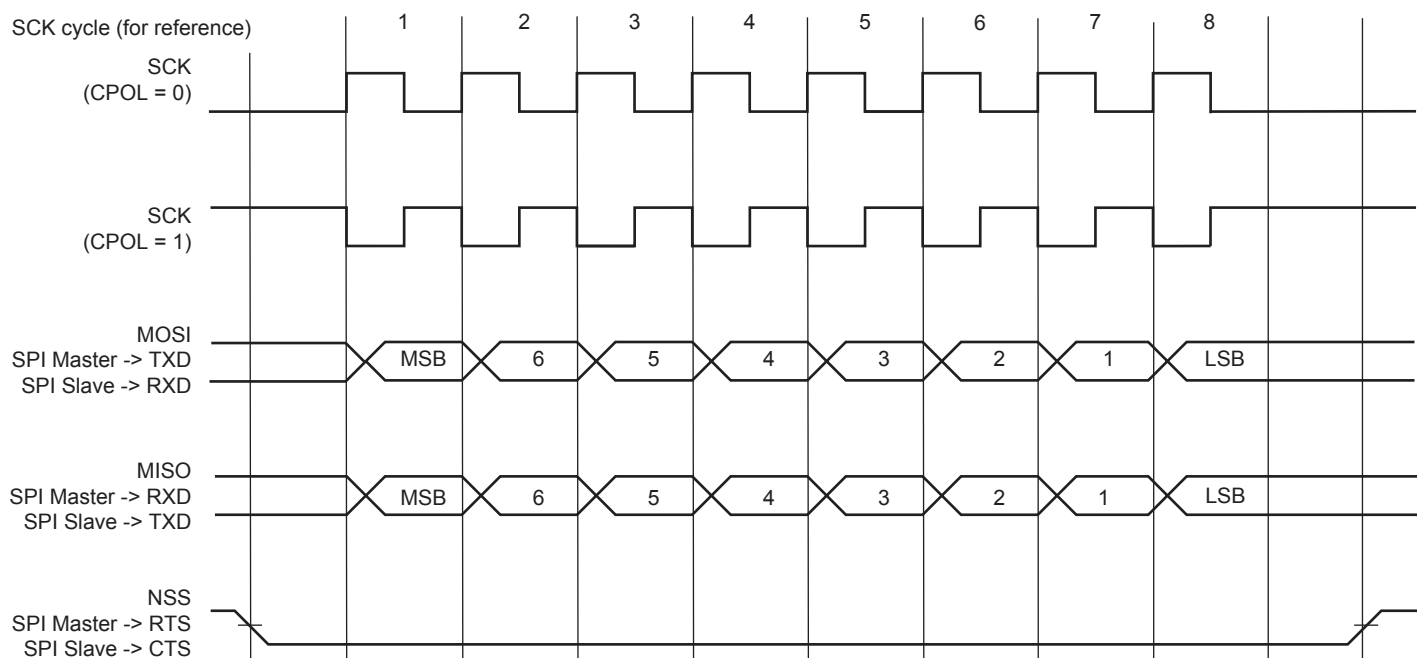 SCK cycle (for reference) 1 2 3 4 5 6 7 8
SCK
(CPOL = 0)
SCK
(CPOL = 1)
MOSI
SPI Master -> TXD
SPI Slave -> RXD
MSB 6 5 4 3 2 1 LSB
MISO
SPI Master -> RXD
SPI Slave -> TXD
MSB 6 5 4 3 2 1 LSB
NSS
SPI Master -> RTS
SPI Slave -> CTS